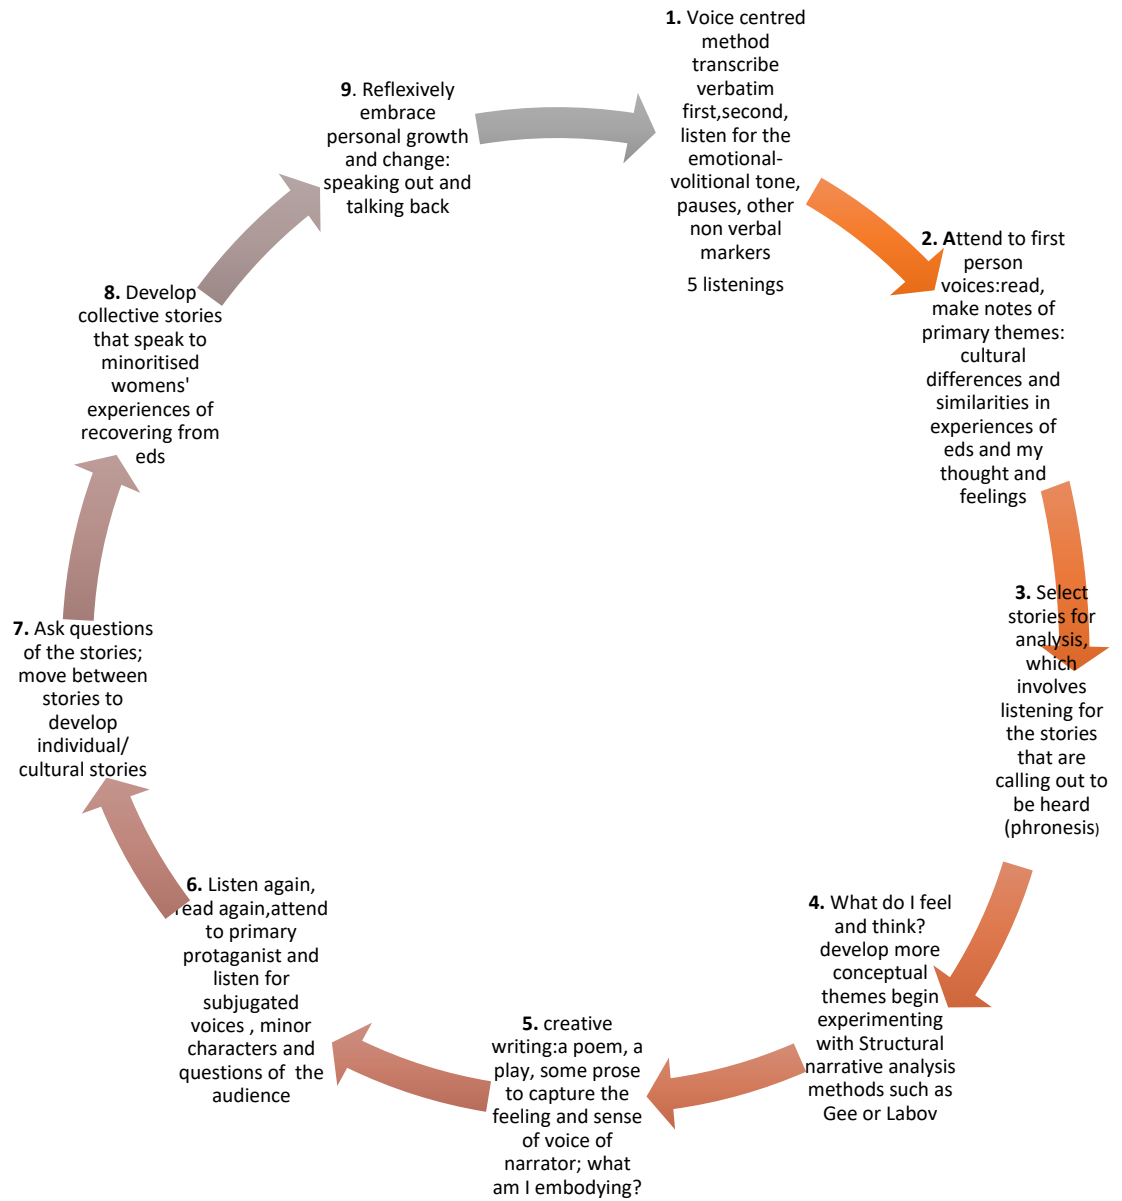 1. Voice centred
method
transcribe
verbatim
first,second,
listen for the
emotional-
volitional tone,
pauses, other
non verbal
markers
5 listenings
2. Attend to first
person
voices:read,
make notes of
primary themes:
cultural
differences and
similarities in
experiences of
eds and my
thought and
feelings
3. Select
stories for
analysis,
which
involves
listening for
the stories
that are
calling out to
be heard
(phronesis)
4. What do I feel
and think?
develop more
conceptual
themes begin
experimenting
with Structural
narrative analysis
methods such as
Gee or Labov
5. creative
writing:a poem, a
play, some prose
to capture the
feeling and sense
of voice of
narrator; what
am I embodying?
6. Listen again,
read again,attend
to primary
protaganist and
listen for
subjugated
voices , minor
characters and
questions of the
audience
7. Ask questions
of the stories;
move between
stories to
develop
individual/
cultural stories
8. Develop
collective stories
that speak to
minoritised
womens'
experiences of
recovering from
eds
9. Reflexively
embrace
personal growth
and change:
speaking out and
talking back